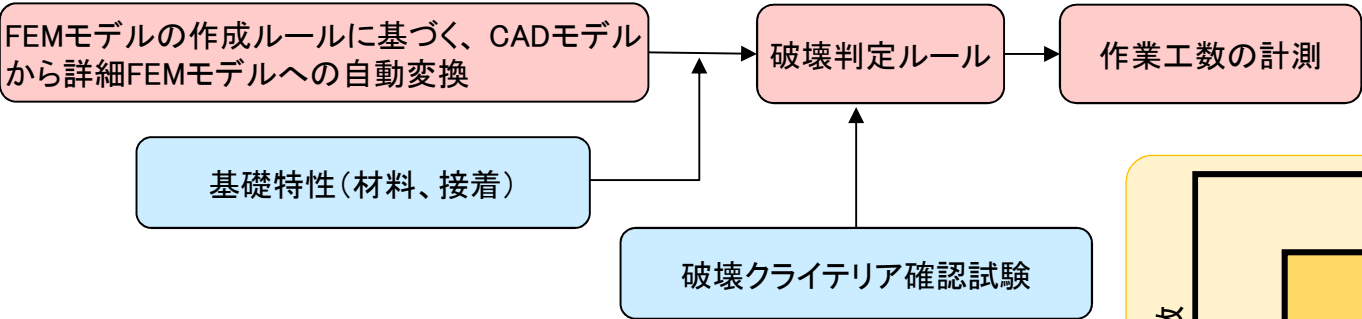 FEMモデルの作成ルールに基づく、CADモデル
から詳細FEMモデルへの自動変換
破壊判定ルール
作業工数の計測
基礎特性(材料、接着)
破壊クライテリア確認試験